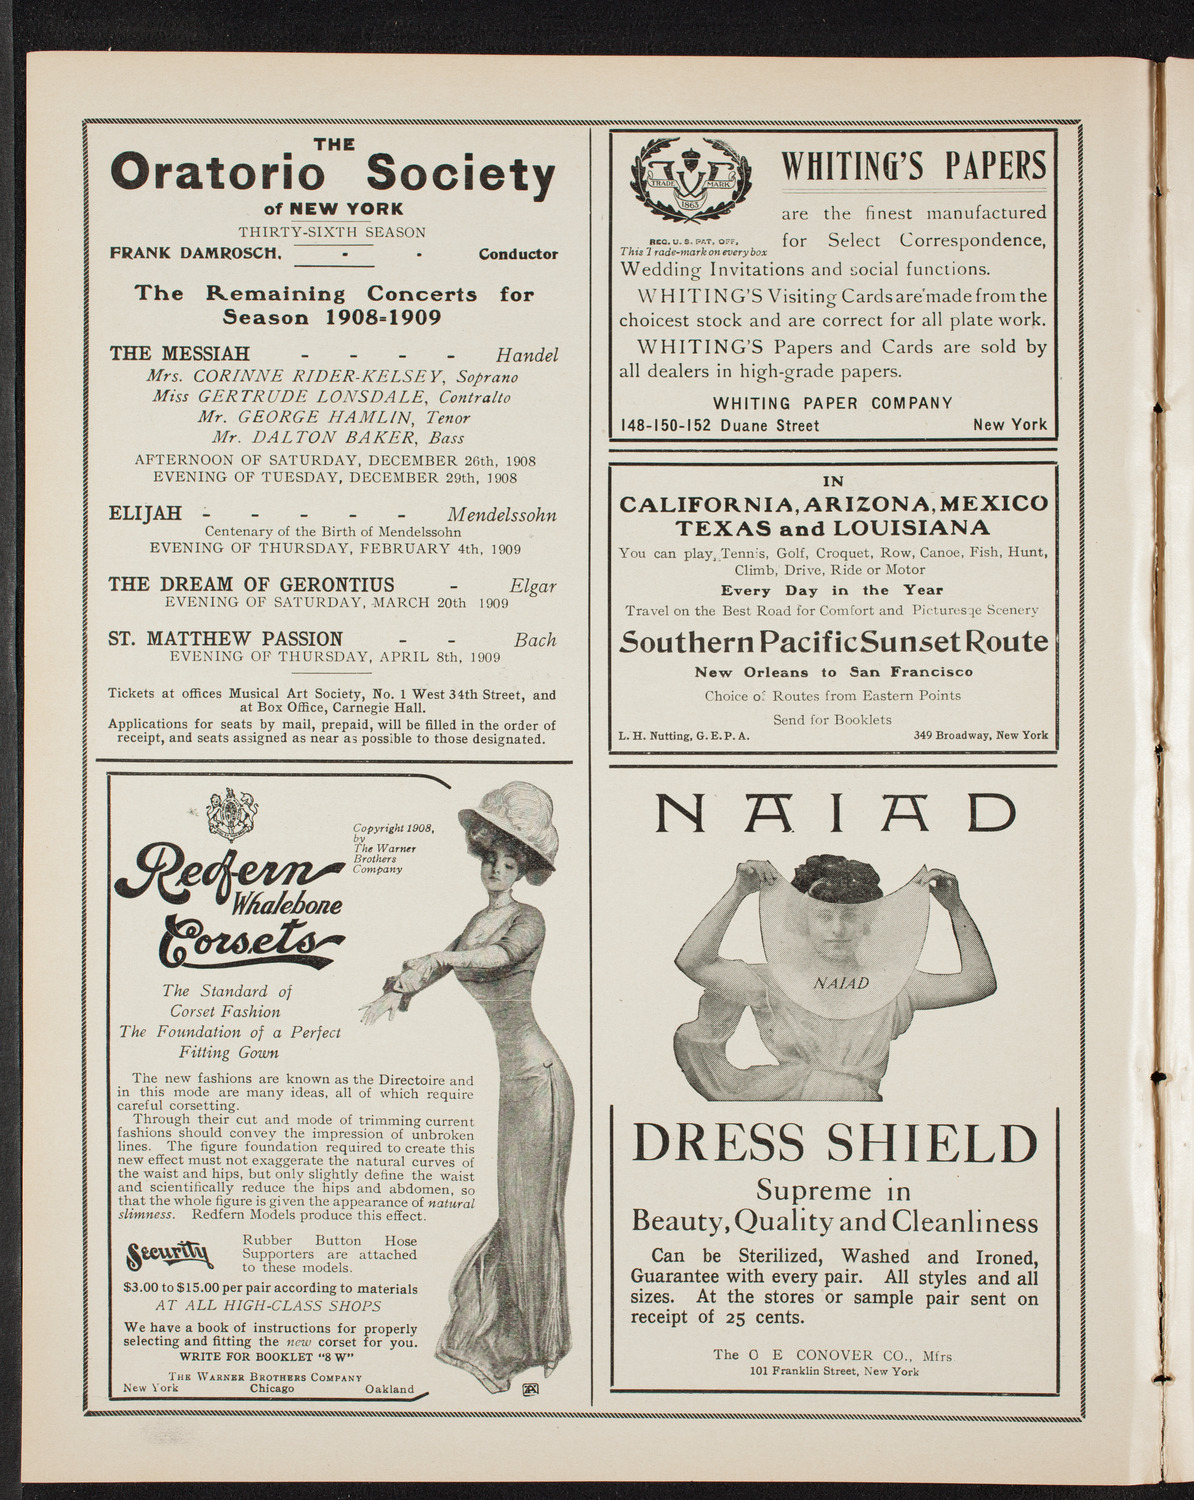 THE
Oratorio Society
of NEW YORK
THIRTY-SIXTH SEASON
FRANK DAMROSCH, - - Conductor
The Remaining Concerts for
Season 1908=1909
THE MESSIAH - - - - Handel
Mrs. CORINNE RIDER-KELSEY, Soprano
Miss GERTRUDE LONSDALE, Contralto
Mr. GEORGE HAMLIN, Tenor
Mr. DALTON BAKER, Bass
AFTERNOON OF SATURDAY, DECEMBER 26th, 1908
EVENING OF TUESDAY, DECEMBER 29th, 1908
ELIJAH - - - - - Mendelssohn
Centenary of the Birth of Mendelssohn
EVENING OF THURSDAY, FEBRUARY 4th, 1909
THE DREAM OF GERONTIUS - Elgar
EVENING OF SATURDAY, MARCH 20th 1909
ST. MATTHEW PASSION - - Bach
EVENING OF THURSDAY, APRIL 8th, 1909
Tickets at offices Musical Art Society, No. 1 West 34th Street, and
at Box Office, Carnegie Hall.
Applications for seats by mail, prepaid, will be filled in the order of
receipt, and seats assigned as near as possible to those designated.
Copyright 1908,
by
The Warner
Brothers
Company
Redfern
Whalebone
Corsets
The Standard of
Corset Fashion
The Foundation of a Perfect
Fitting Gown
The new fashions are known as the Directoire and
in this mode are many ideas, all of which require
careful corsetting.
Through their cut and mode of trimming current
fashions should convey the impression of unbroken
lines. The figure foundation required to create this
new effect must not exaggerate the natural curves of
the waist and hips, but only slightly define the waist
and scientifically reduce the hips and abdomen, so
that the whole figure is given the appearance of natural
slimness. Redfern Models produce this effect.
Security
Rubber Button Hose
Supporters are attached
to these models.
$3.00 to $15.00 per pair according to materials
AT ALL HIGH-CLASS SHOPS
We have a book of instructions for properly
selecting and fitting the new corset for you.
WRITE FOR BOOKLET "8 W"
THE WARNER BROTHERS COMPANY
New York Chicago Oakland
TRADE MARK
1865
REG. U. S. PAT. OFF.
This Trade-mark on every box
WHITING'S PAPERS
are the finest manufactured
for Select Correspondence,
Wedding Invitations and social functions.
WHITING'S Visiting Cards are made from the
choicest stock and are correct for all plate work.
WHITING'S Papers and Cards are sold by
all dealers in high-grade papers.
WHITING PAPER COMPANY
148-150-152 Duane Street New York
IN
CALIFORNIA, ARIZONA, MEXICO
TEXAS and LOUISIANA
You can play, Tennis, Golf, Croquet, Row, Canoe, Fish, Hunt,
Climb, Drive, Ride or Motor
Every Day in the Year
Travel on the Best Road for Comfort and Picturesqe Scenery
Southern Pacific Sunset Route
New Orleans to San Francisco
Choice of Routes from Eastern Points
Send for Booklets
L. H. Nutting, G. E. P. A. 349 Broadway, New York
NAIAD
NAIAD
DRESS SHIELD
Supreme in
Beauty, Quality and Cleanliness
Can be Sterilized, Washed and Ironed,
Guarantee with every pair. All styles and all
sizes. At the stores or sample pair sent on
receipt of 25 cents.
The O E CONOVER CO., Mfrs
101 Franklin Street, New York